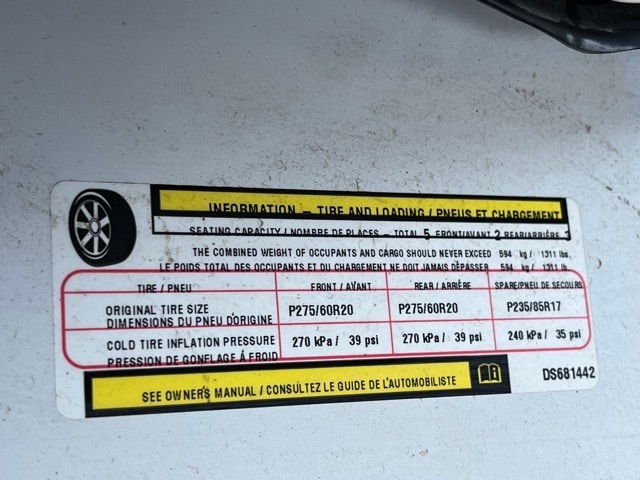 INFORMATION – TIRE AND LOADING / PNEUS ET CHARGEMENT
SEATING CAPACITY / NOMBRE DE PLACES – TOTAL 5 FRONT/AVANT 2 REAR/ARRIÈRE 3
THE COMBINED WEIGHT OF OCCUPANTS AND CARGO SHOULD NEVER EXCEED 594 kg / 1311 lbs.
LE POIDS TOTAL DES OCCUPANTS ET DU CHARGEMENT NE DOIT JAMAIS DÉPASSER 594 kg / 1311 lb.
TIRE / PNEU FRONT / AVANT REAR / ARRIÈRE SPARE/PNEU DE SECOURS
ORIGINAL TIRE SIZE P275/60R20 P275/60R20 P235/85R17
DIMENSIONS DU PNEU D'ORIGINE
COLD TIRE INFLATION PRESSURE 270 kPa / 39 psi 270 kPa / 39 psi 240 kPa / 35 psi
PRESSION DE GONFLAGE À FROID
SEE OWNER'S MANUAL / CONSULTEZ LE GUIDE DE L'AUTOMOBILISTE DS681442